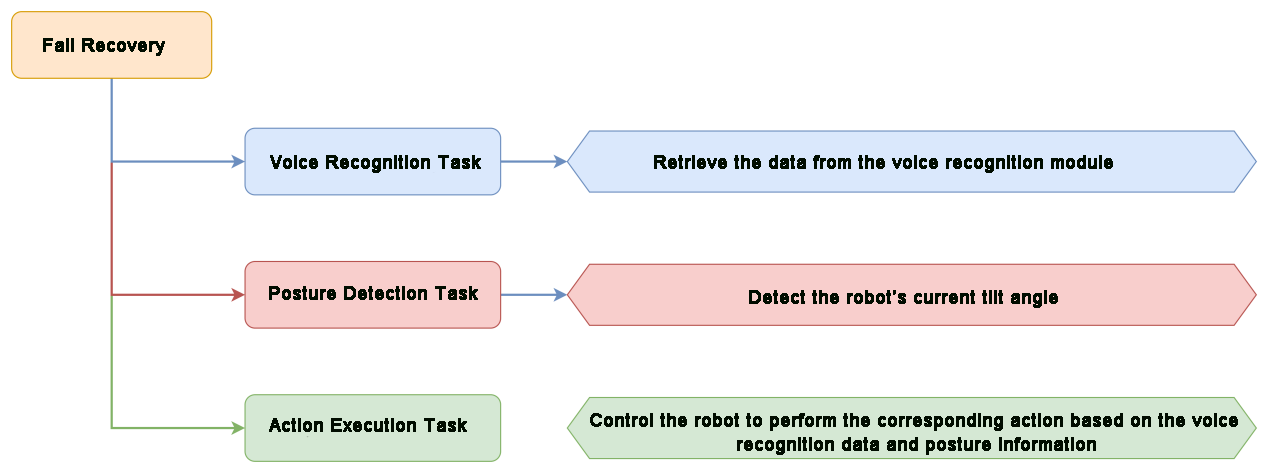 Fall Recovery
Voice Recognition Task
Retrieve the data from the voice recognition module
Posture Detection Task
Detect the robot's current tilt angle
Action Execution Task
Control the robot to perform the corresponding action based on the voice
recognition data and posture information